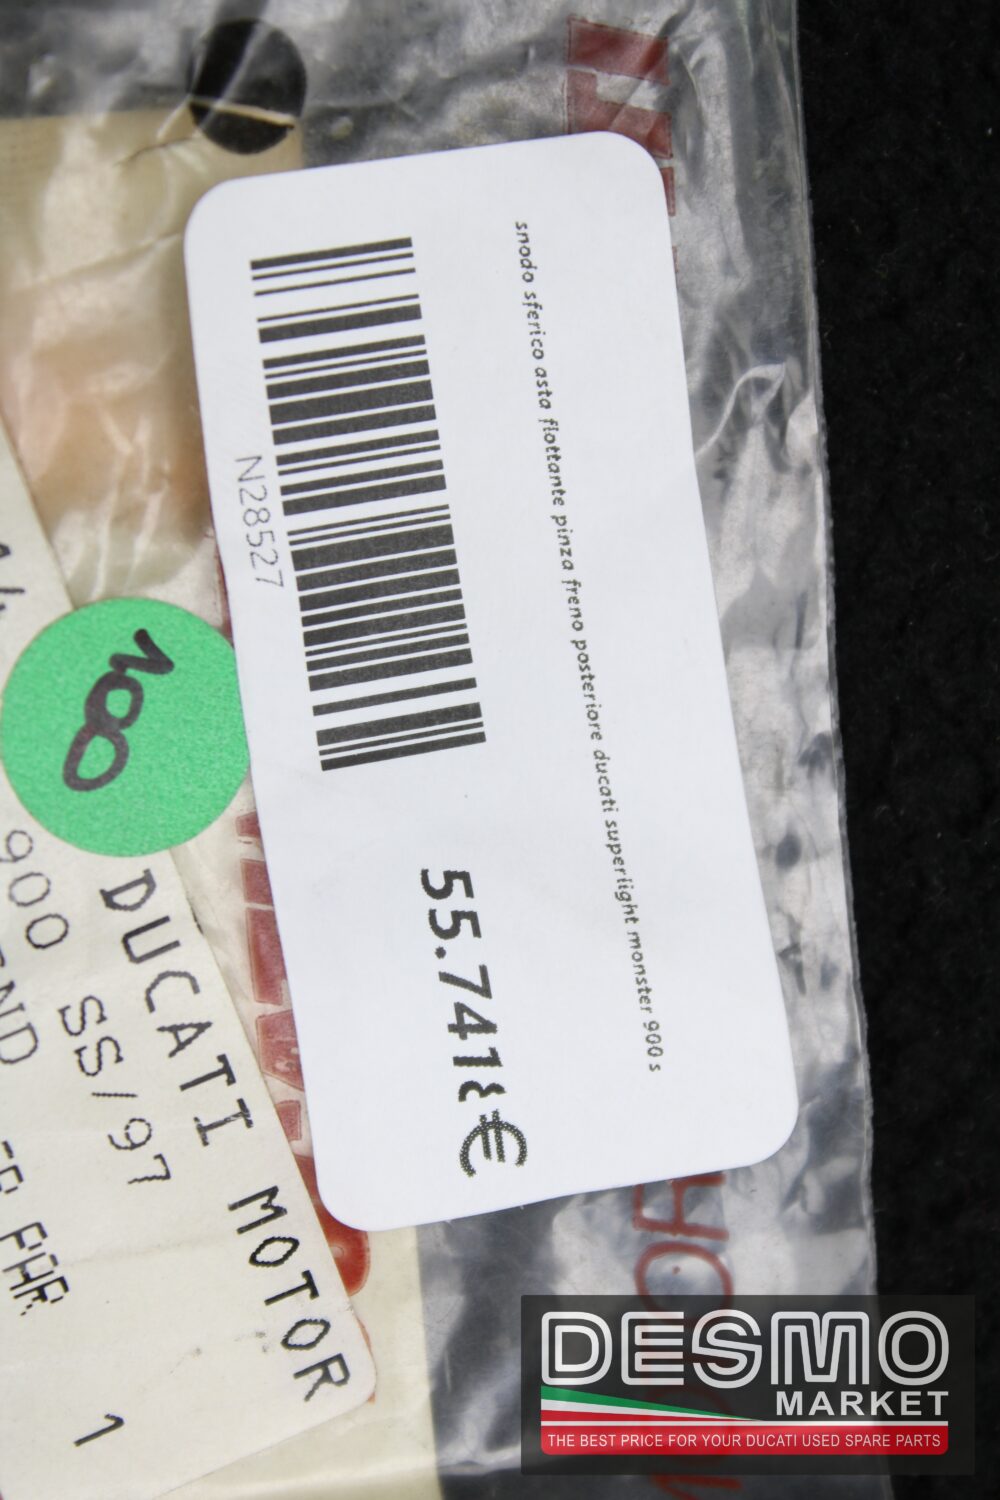 snodo sferico asta flottante pinza freno posteriore ducati superlight monster 900 s
N28527
55.748€
100
DUCATI MOTOR
900 SS/97
1
DESMO
MARKET
THE BEST PRICE FOR YOUR DUCATI USED SPARE PARTS